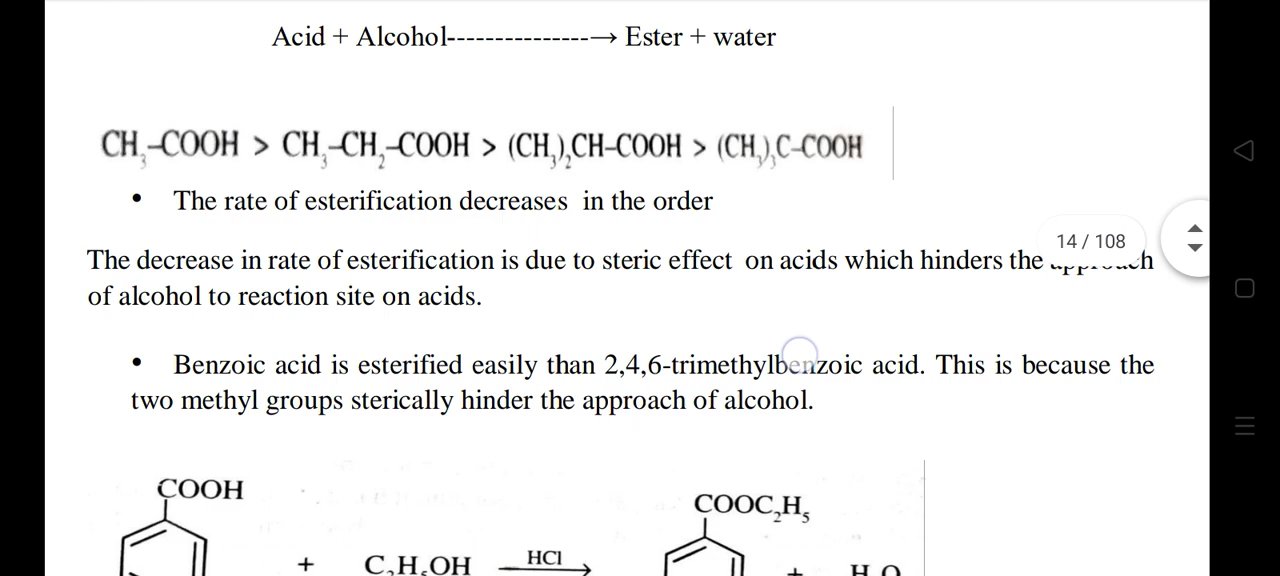 Acid + Alcohol---------------→ Ester + water
CH₃-COOH > CH₃-CH₂-COOH > (CH₃)₂CH-COOH > (CH₃)₃C-COOH
• The rate of esterification decreases in the order
14 / 108
The decrease in rate of esterification is due to steric effect on acids which hinders the
of alcohol to reaction site on acids.
• Benzoic acid is esterified easily than 2,4,6-trimethylbenzoic acid. This is because the
two methyl groups sterically hinder the approach of alcohol.
COOH
COOC₂H₅
+ C₂H₅OH HCl + H₂O